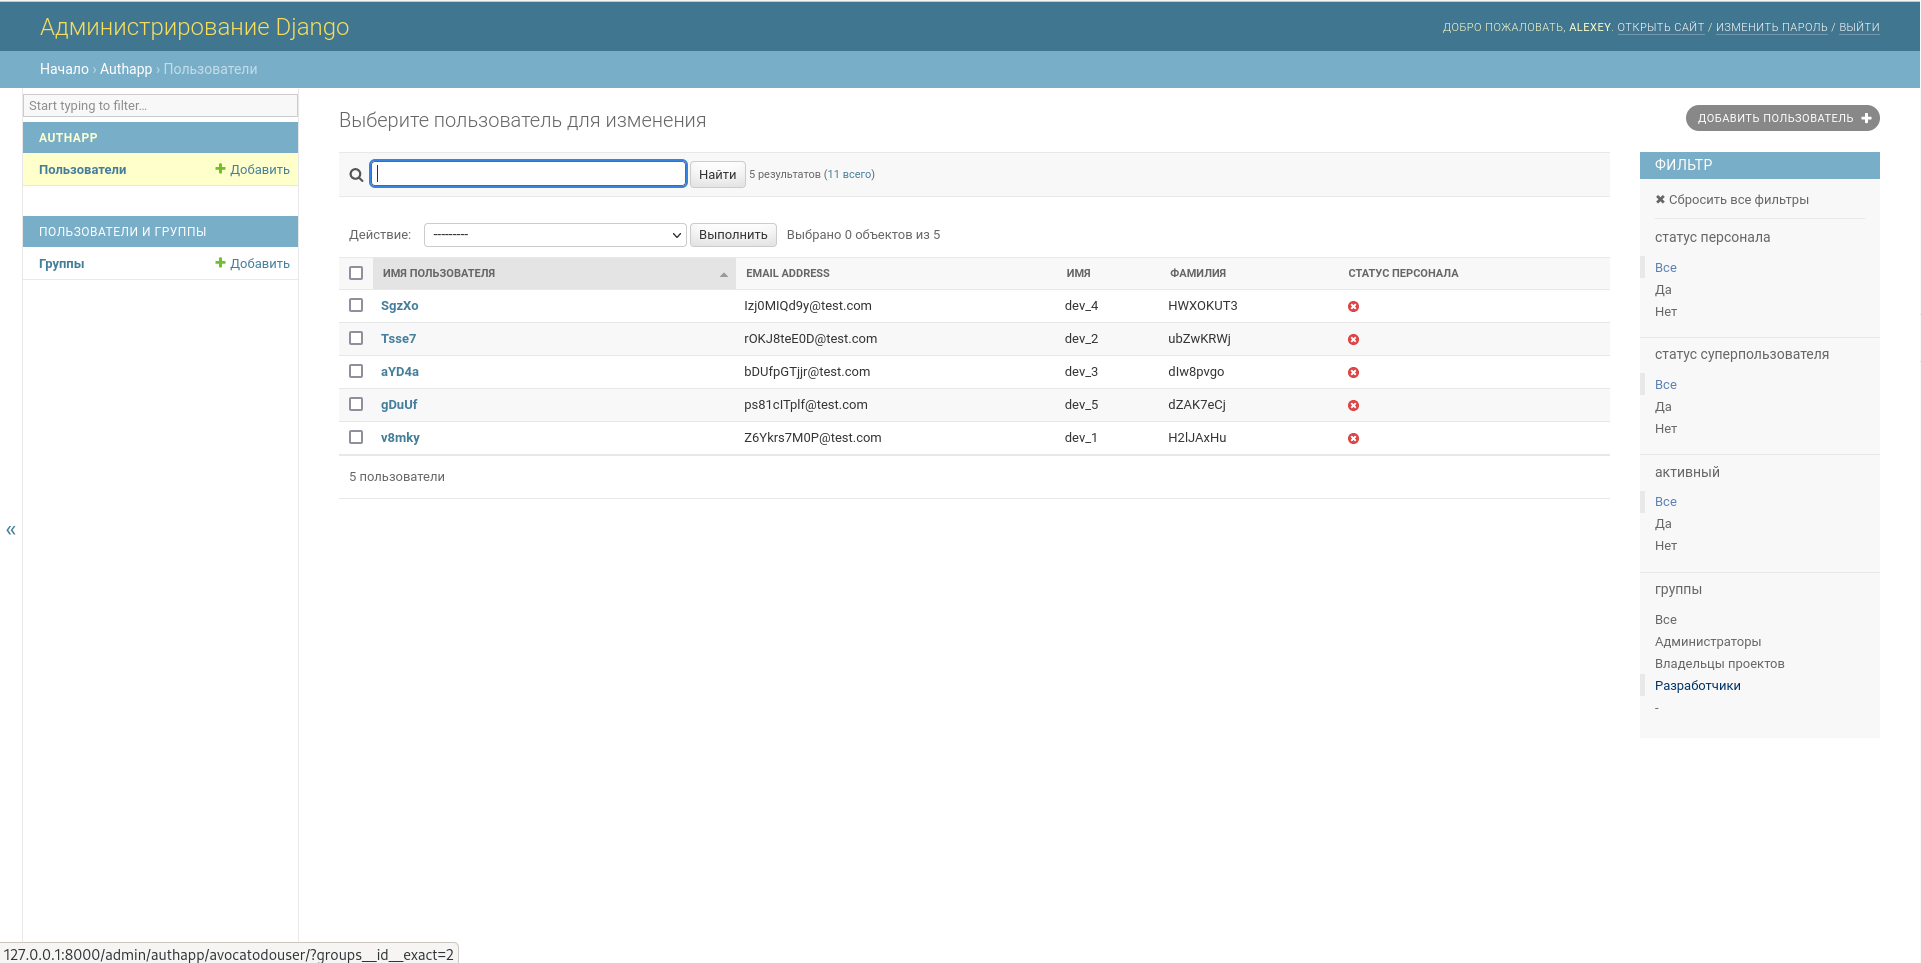 Администрирование Django
ДОБРО ПОЖАЛОВАТЬ, ALEXEY. ОТКРЫТЬ САЙТ / ИЗМЕНИТЬ ПАРОЛЬ / ВЫЙТИ
Начало › Authapp › Пользователи
Start typing to filter...
AUTHAPP
Пользователи + Добавить
ПОЛЬЗОВАТЕЛИ И ГРУППЫ
Группы + Добавить
«
Выберите пользователь для изменения
ДОБАВИТЬ ПОЛЬЗОВАТЕЛЬ +
Найти 5 результатов (11 всего)
Действие: --------- Выполнить Выбрано 0 объектов из 5
ИМЯ ПОЛЬЗОВАТЕЛЯ EMAIL ADDRESS ИМЯ ФАМИЛИЯ СТАТУС ПЕРСОНАЛА
SgzXo Izj0MIQd9y@test.com dev_4 HWXOKUT3
Tsse7 rOKJ8teE0D@test.com dev_2 ubZwKRWj
aYD4a bDUfpGTjjr@test.com dev_3 dIw8pvgo
gDuUf ps81cITplf@test.com dev_5 dZAK7eCj
v8mky Z6Ykrs7M0P@test.com dev_1 H2lJAxHu
5 пользователи
ФИЛЬТР
✖ Сбросить все фильтры
статус персонала
Все
Да
Нет
статус суперпользователя
Все
Да
Нет
активный
Все
Да
Нет
группы
Все
Администраторы
Владельцы проектов
Разработчики
-
127.0.0.1:8000/admin/authapp/avocatodouser/?groups__id__exact=2